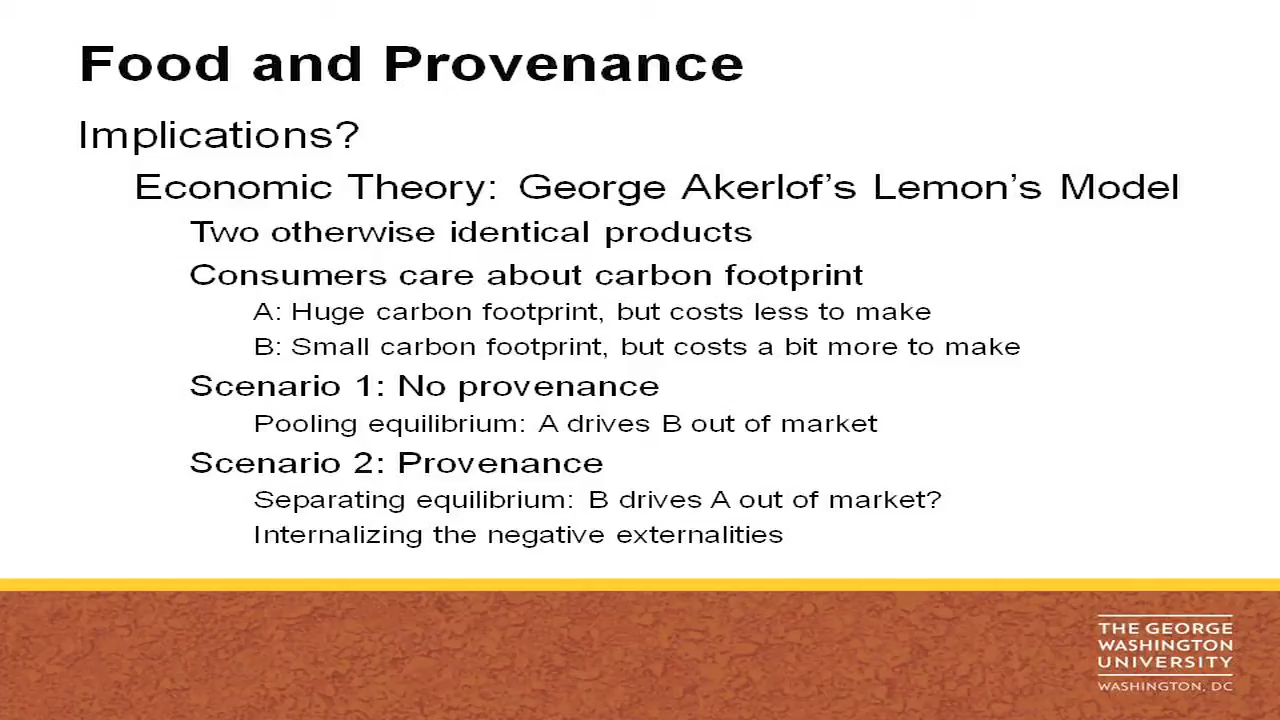 Food and Provenance
Implications?
Economic Theory: George Akerlof’s Lemon’s Model
Two otherwise identical products
Consumers care about carbon footprint
A: Huge carbon footprint, but costs less to make
B: Small carbon footprint, but costs a bit more to make
Scenario 1: No provenance
Pooling equilibrium: A drives B out of market
Scenario 2: Provenance
Separating equilibrium: B drives A out of market?
Internalizing the negative externalities
THE GEORGE
WASHINGTON
UNIVERSITY
WASHINGTON, DC